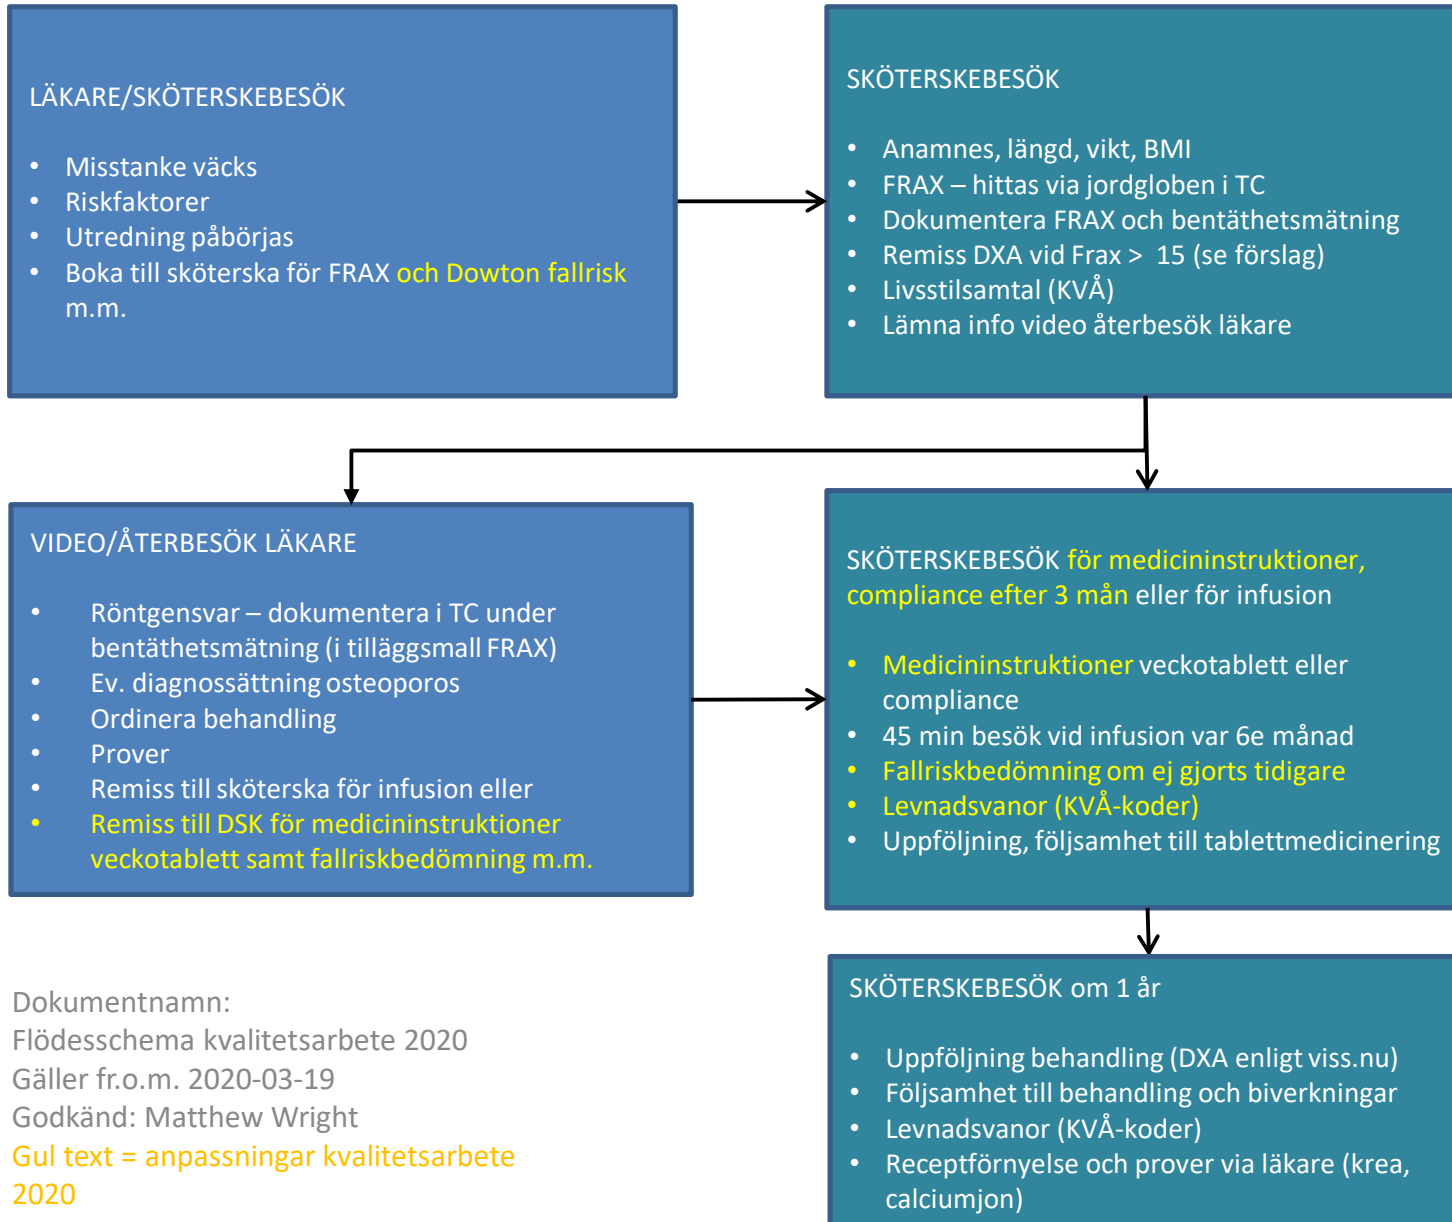 LÄKARE/SKÖTERSKEBESÖK
• Misstanke väcks
• Riskfaktorer
• Utredning påbörjas
• Boka till sköterska för FRAX och Dowton fallrisk
m.m.
SKÖTERSKEBESÖK
• Anamnes, längd, vikt, BMI
• FRAX – hittas via jordgloben i TC
• Dokumentera FRAX och bentäthetsmätning
• Remiss DXA vid Frax > 15 (se förslag)
• Livsstilsamtal (KVÅ)
• Lämna info video återbesök läkare
VIDEO/ÅTERBESÖK LÄKARE
• Röntgensvar – dokumentera i TC under
bentäthetsmätning (i tilläggsmall FRAX)
• Ev. diagnossättning osteoporos
• Ordinera behandling
• Prover
• Remiss till sköterska för infusion eller
• Remiss till DSK för medicininstruktioner
veckotablett samt fallriskbedömning m.m.
SKÖTERSKEBESÖK för medicininstruktioner,
compliance efter 3 mån eller för infusion
• Medicininstruktioner veckotablett eller
compliance
• 45 min besök vid infusion var 6e månad
• Fallriskbedömning om ej gjorts tidigare
• Levnadsvanor (KVÅ-koder)
• Uppföljning, följsamhet till tablettmedicinering
SKÖTERSKEBESÖK om 1 år
• Uppföljning behandling (DXA enligt viss.nu)
• Följsamhet till behandling och biverkningar
• Levnadsvanor (KVÅ-koder)
• Receptförnyelse och prover via läkare (krea,
calciumjon)
Dokumentnamn:
Flödesschema kvalitetsarbete 2020
Gäller fr.o.m. 2020-03-19
Godkänd: Matthew Wright
Gul text = anpassningar kvalitetsarbete
2020